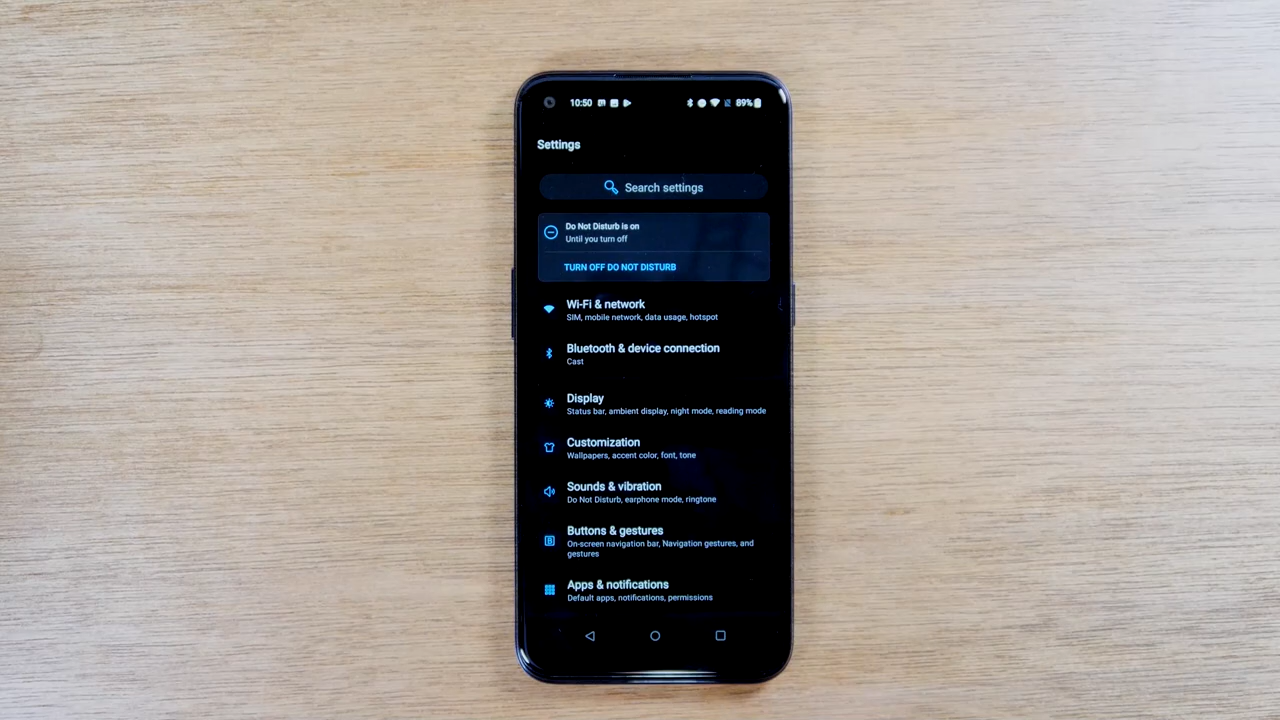 10:50 89%
Settings
Search settings
Do Not Disturb is on
Until you turn off
TURN OFF DO NOT DISTURB
Wi-Fi & network
SIM, mobile network, data usage, hotspot
Bluetooth & device connection
Cast
Display
Status bar, ambient display, night mode, reading mode
Customization
Wallpapers, accent color, font, tone
Sounds & vibration
Do Not Disturb, earphone mode, ringtone
Buttons & gestures
On-screen navigation bar, Navigation gestures, and
gestures
Apps & notifications
Default apps, notifications, permissions